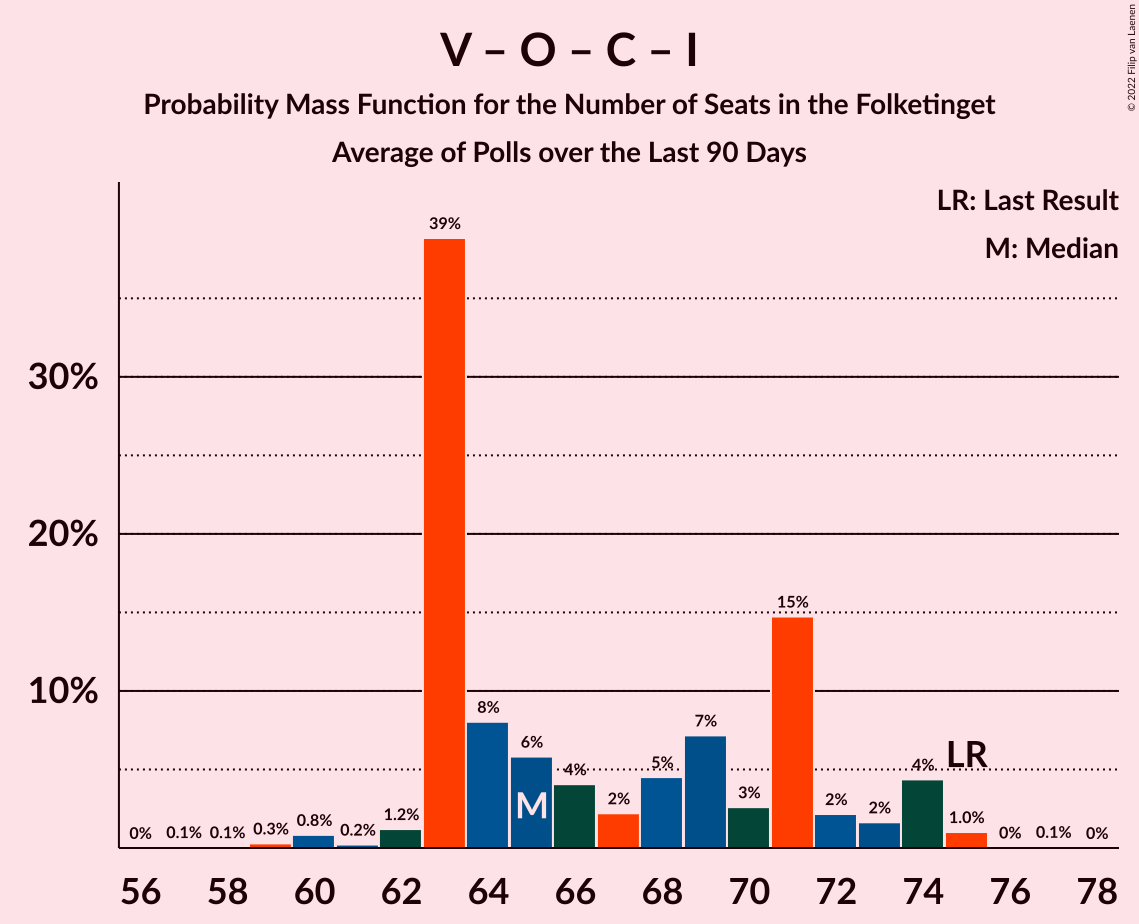 V – O – C – I
Probability Mass Function for the Number of Seats in the Folketinget
Average of Polls over the Last 90 Days
© 2022 Filip van Laenen
LR: Last Result
M: Median
30%
20%
10%
0%
0.1%
0.1%
0.3%
0.8%
0.2%
1.2%
39%
8%
6%
4%
2%
5%
7%
3%
15%
2%
2%
4%
1.0%
0%
0.1%
0%
M
LR
56 58 60 62 64 66 68 70 72 74 76 78